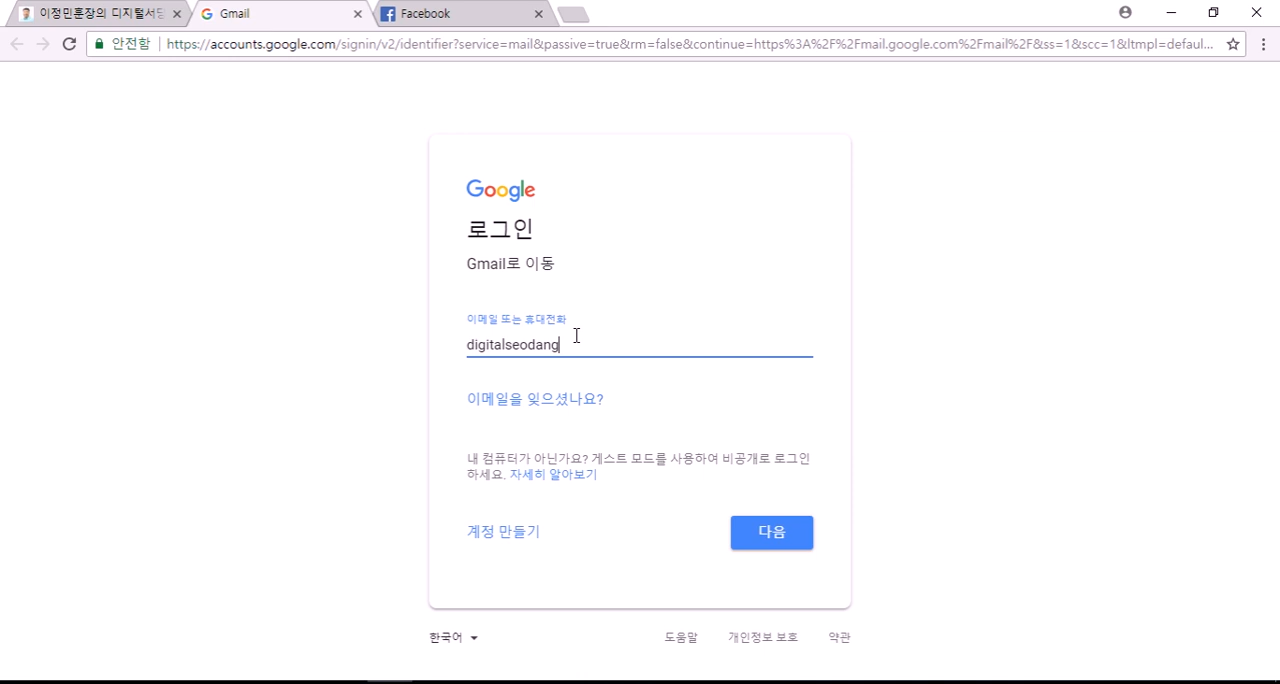 이정민훈장의 디지털서당
Gmail
Facebook
안전함
https://accounts.google.com/signin/v2/identifier?service=mail&passive=true&rm=false&continue=https%3A%2F%2Fmail.google.com%2Fmail%2F&ss=1&scc=1&ltmpl=defaul...
Google
로그인
Gmail로 이동
이메일 또는 휴대전화
digitalseodang
이메일을 잊으셨나요?
내 컴퓨터가 아닌가요? 게스트 모드를 사용하여 비공개로 로그인
하세요. 자세히 알아보기
계정 만들기
다음
한국어
도움말
개인정보 보호
약관